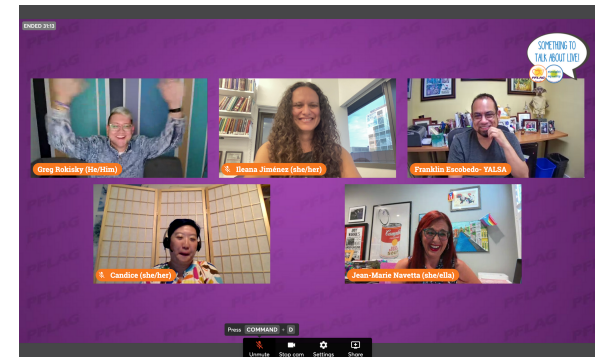 ENDED 31:13
SOMETHING TO
TALK ABOUT LIVE!
PFLAG
Greg Rokisky (He/Him)
Ileana Jiménez (she/her)
Franklin Escobedo- YALSA
Candice (she/her)
Jean-Marie Navetta (she/ella)
Press COMMAND + D
Unmute Stop cam Settings Share